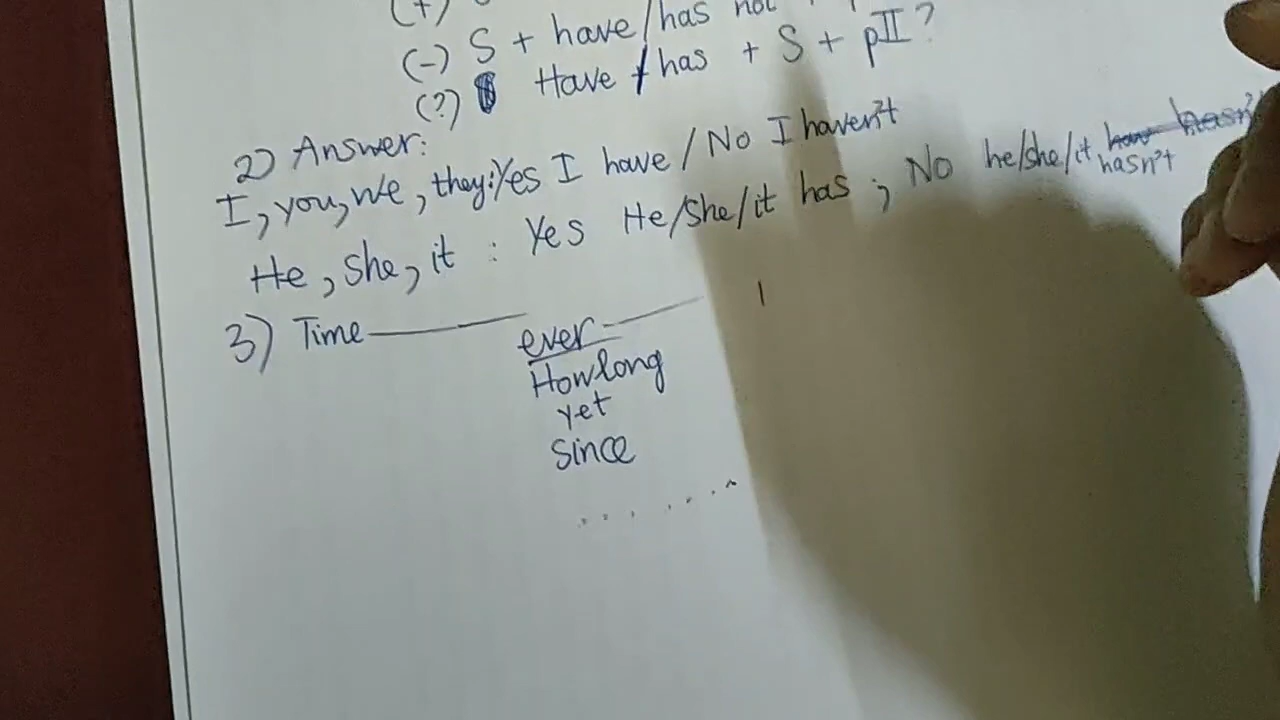 (+)
(-) S + have/has not
(?) Have / has + S + pII?
2) Answer:
I, you, we, they: Yes I have / No I haven't
He, she, it : Yes He/she/it has ; No he/she/it hasn't
3) Time ever
How long
yet
since
.......